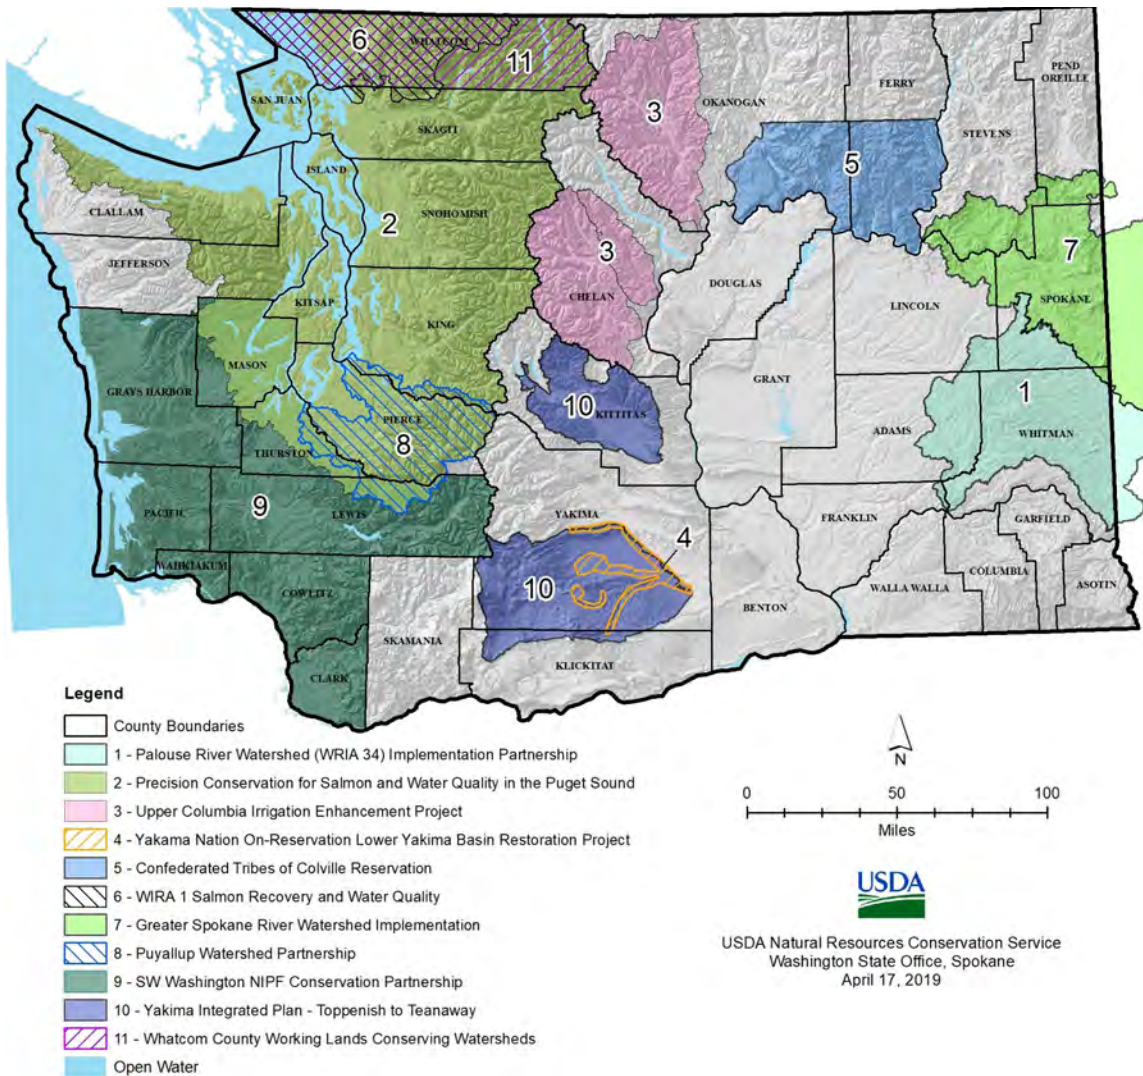 6
WHATCOM
11
SAN JUAN
SKAGIT
3
OKANOGAN
FERRY
PEND
OREILLE
STEVENS
ISLAND
CLALLAM
2
SNOHOMISH
5
JEFFERSON
KITSAP
KING
3
CHELAN
DOUGLAS
LINCOLN
7
SPOKANE
MASON
GRAYS HARBOR
PIERCE
8
THURSTON
10
KITTITAS
GRANT
ADAMS
1
WHITMAN
PACIFIC
9
LEWIS
YAKIMA
4
FRANKLIN
GARFIELD
WAHKIAKUM
COWLITZ
SKAMANIA
10
BENTON
WALLA WALLA
COLUMBIA
ASOTIN
CLARK
KLICKITAT
Legend
County Boundaries
1 - Palouse River Watershed (WRIA 34) Implementation Partnership
2 - Precision Conservation for Salmon and Water Quality in the Puget Sound
3 - Upper Columbia Irrigation Enhancement Project
4 - Yakama Nation On-Reservation Lower Yakima Basin Restoration Project
5 - Confederated Tribes of Colville Reservation
6 - WIRA 1 Salmon Recovery and Water Quality
7 - Greater Spokane River Watershed Implementation
8 - Puyallup Watershed Partnership
9 - SW Washington NIPF Conservation Partnership
10 - Yakima Integrated Plan - Toppenish to Teanaway
11 - Whatcom County Working Lands Conserving Watersheds
Open Water
N
0 50 100
Miles
USDA
USDA Natural Resources Conservation Service
Washington State Office, Spokane
April 17, 2019